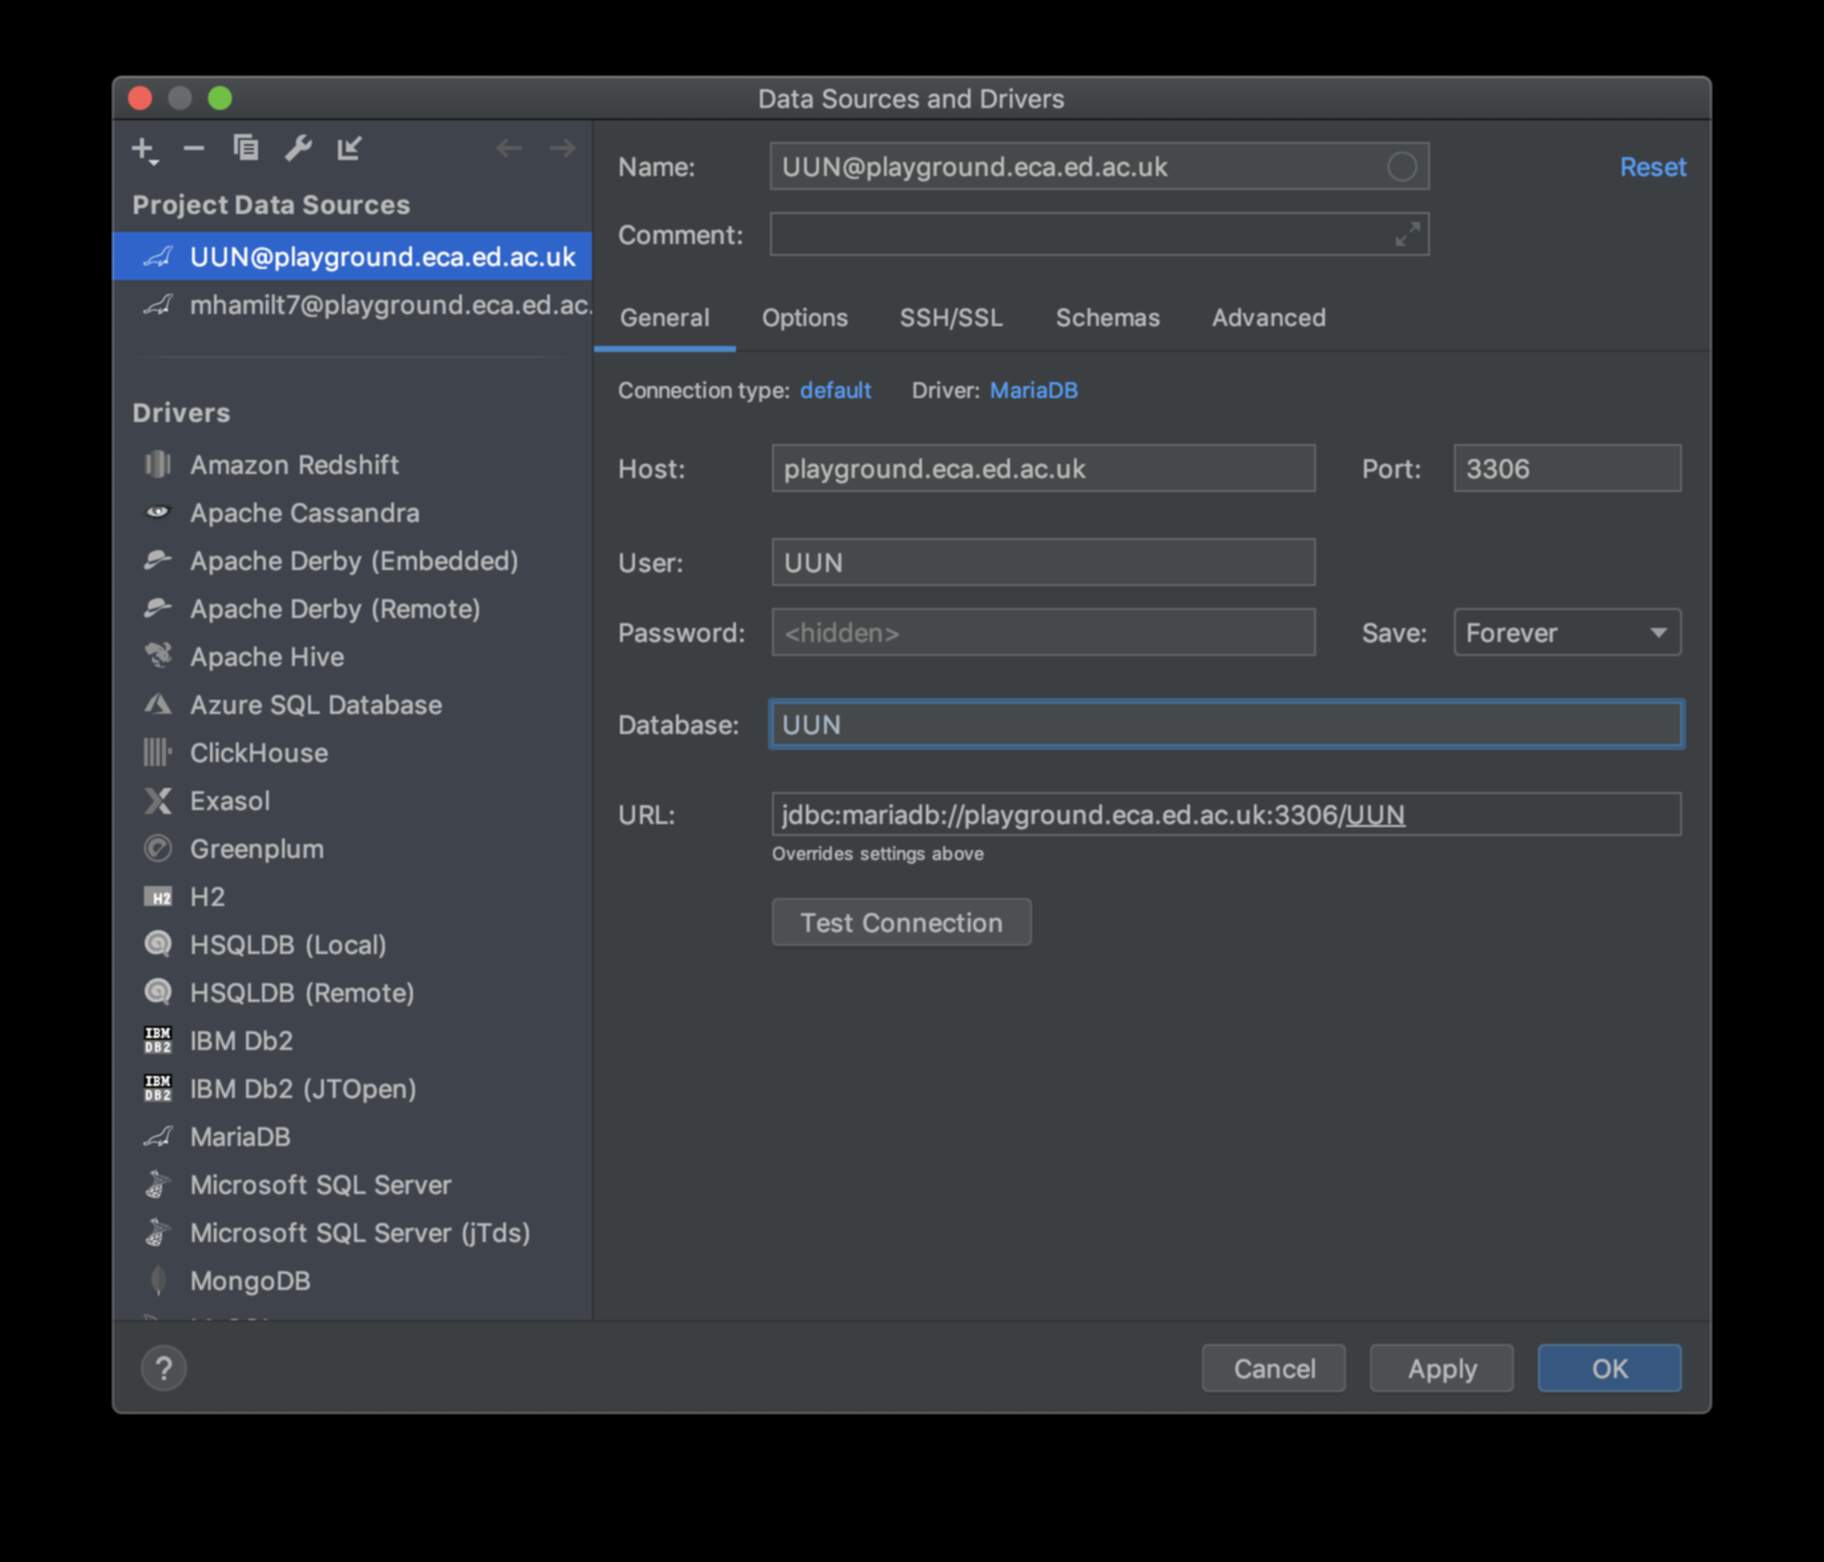 Data Sources and Drivers
Project Data Sources
UUN@playground.eca.ed.ac.uk
mhamilt7@playground.eca.ed.ac.
Drivers
Amazon Redshift
Apache Cassandra
Apache Derby (Embedded)
Apache Derby (Remote)
Apache Hive
Azure SQL Database
ClickHouse
Exasol
Greenplum
H2 H2
HSQLDB (Local)
HSQLDB (Remote)
IBM DB2 IBM Db2
IBM DB2 IBM Db2 (JTOpen)
MariaDB
Microsoft SQL Server
Microsoft SQL Server (jTds)
MongoDB
Name: UUN@playground.eca.ed.ac.uk Reset
Comment:
General Options SSH/SSL Schemas Advanced
Connection type: default Driver: MariaDB
Host: playground.eca.ed.ac.uk Port: 3306
User: UUN
Password: <hidden> Save: Forever
Database: UUN
URL: jdbc:mariadb://playground.eca.ed.ac.uk:3306/UUN
Overrides settings above
Test Connection
? Cancel Apply OK